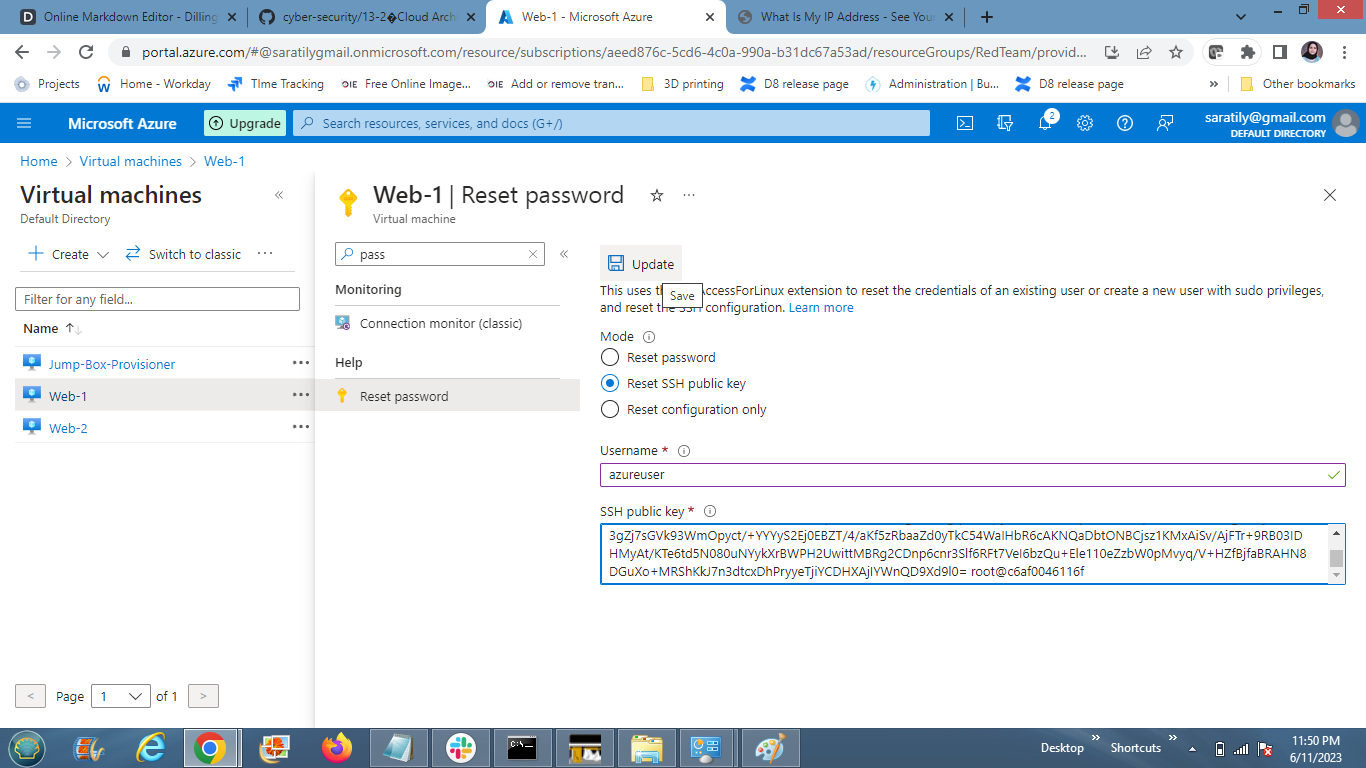 Online Markdown Editor - Dilling
cyber-security/13-2�Cloud Arch
Web-1 - Microsoft Azure
What Is My IP Address - See Your
portal.azure.com/#@saratilygmail.onmicrosoft.com/resource/subscriptions/aeed876c-5cd6-4c0a-990a-b31dc67a53ad/resourceGroups/RedTeam/provid...
Projects
Home - Workday
TIme Tracking
OIE Free Online Image...
OIE Add or remove tran...
3D printing
D8 release page
Administration | Bu...
D8 release page
»
Other bookmarks
Microsoft Azure
Upgrade
Search resources, services, and docs (G+/)
2
saratily@gmail.com
DEFAULT DIRECTORY
Home > Virtual machines > Web-1
Virtual machines
«
Default Directory
Create
Switch to classic
...
Filter for any field...
Name
Jump-Box-Provisioner
...
Web-1
...
Web-2
...
< Page 1 of 1 >
Web-1 | Reset password
...
Virtual machine
pass
«
Monitoring
Connection monitor (classic)
Help
Reset password
Update
This uses th AccessForLinux extension to reset the credentials of an existing user or create a new user with sudo privileges,
Save
and reset the SSH configuration. Learn more
Mode
Reset password
Reset SSH public key
Reset configuration only
Username *
azureuser
SSH public key *
3gZj7sGVk93WmOpyct/+YYYyS2Ej0EBZT/4/aKf5zRbaaZd0yTkC54WaIHbR6cAKNQaDbtONBCjsz1KMxAiSv/AjFTr+9RB03ID
HMyAt/KTe6td5N080uNYykXrBWPH2UwittMBRg2CDnp6cnr3Slf6RFt7VeI6bzQu+Ele110eZzbW0pMvyq/V+HZfBjfaBRAHN8
DGuXo+MRShKkJ7n3dtcxDhPryyeTjiYCDHXAjIYWnQD9Xd9l0= root@c6af0046116f
Desktop
»
Shortcuts
»
11:50 PM
6/11/2023